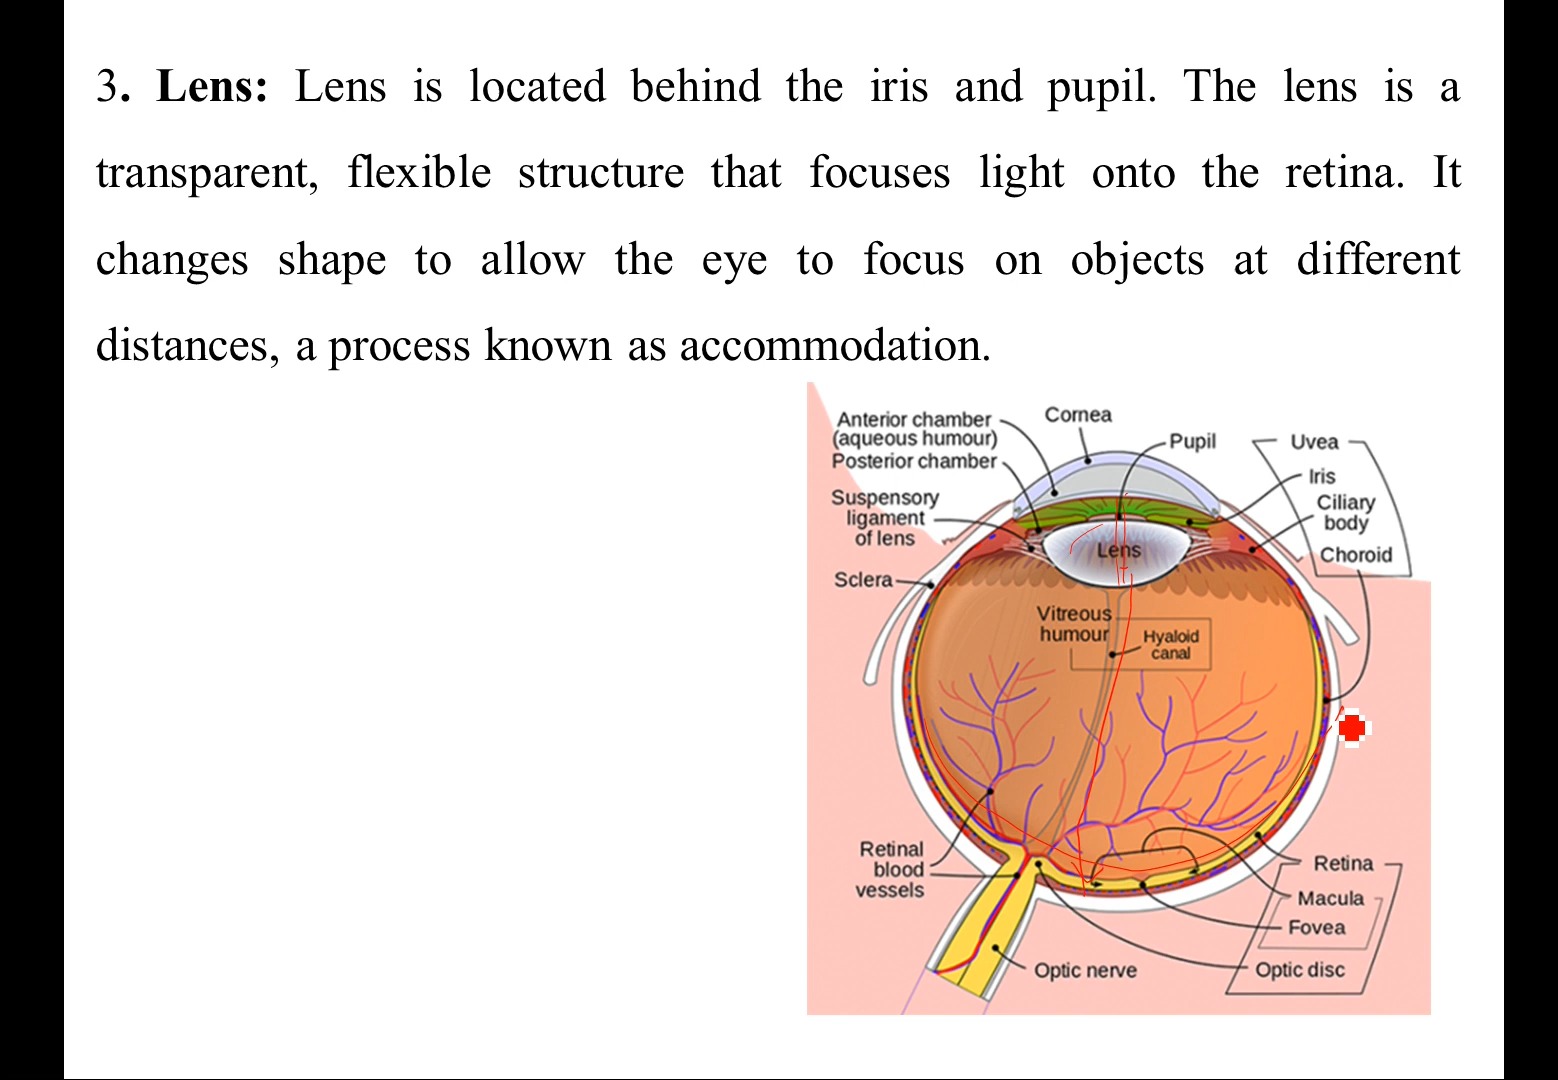 3. Lens: Lens is located behind the iris and pupil. The lens is a
transparent, flexible structure that focuses light onto the retina. It
changes shape to allow the eye to focus on objects at different
distances, a process known as accommodation.
Anterior chamber
(aqueous humour)
Posterior chamber
Suspensory
ligament
of lens
Sclera
Cornea
Pupil
Uvea
Iris
Ciliary
body
Choroid
Lens
Vitreous
humour
Hyaloid
canal
Retinal
blood
vessels
Optic nerve
Retina
Macula
Fovea
Optic disc